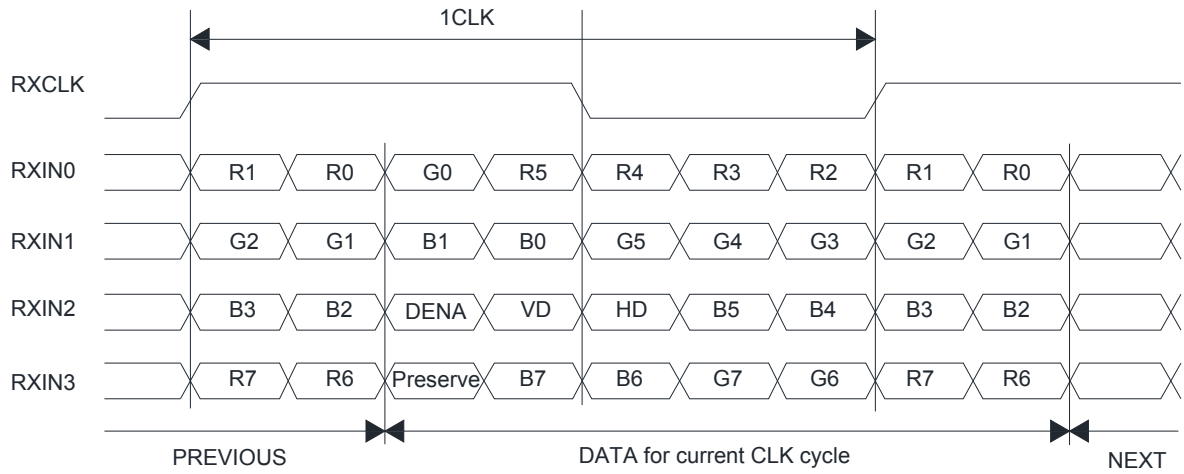 1CLK
RXCLK
RXIN0 R1 R0 G0 R5 R4 R3 R2 R1 R0
RXIN1 G2 G1 B1 B0 G5 G4 G3 G2 G1
RXIN2 B3 B2 DENA VD HD B5 B4 B3 B2
RXIN3 R7 R6 Preserve B7 B6 G7 G6 R7 R6
PREVIOUS DATA for current CLK cycle NEXT